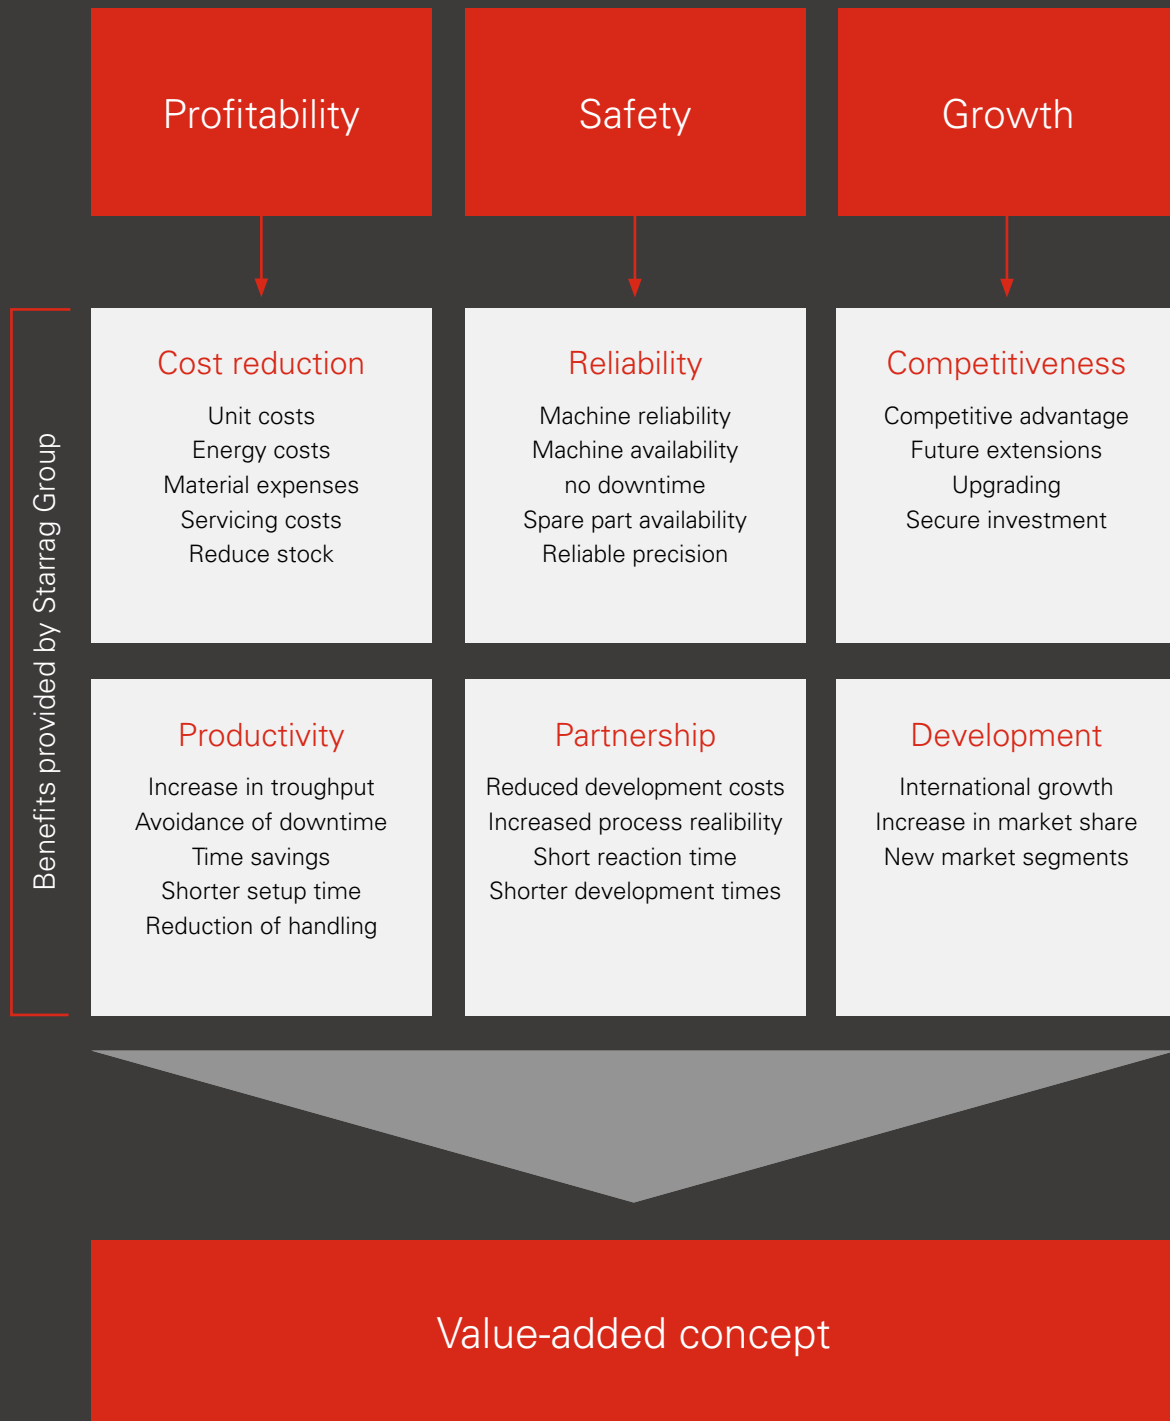 Profitability
Safety
Growth
Benefits provided by Starrag Group
Cost reduction
Unit costs
Energy costs
Material expenses
Servicing costs
Reduce stock
Reliability
Machine reliability
Machine availability
no downtime
Spare part availability
Reliable precision
Competitiveness
Competitive advantage
Future extensions
Upgrading
Secure investment
Productivity
Increase in troughput
Avoidance of downtime
Time savings
Shorter setup time
Reduction of handling
Partnership
Reduced development costs
Increased process realibility
Short reaction time
Shorter development times
Development
International growth
Increase in market share
New market segments
Value-added concept